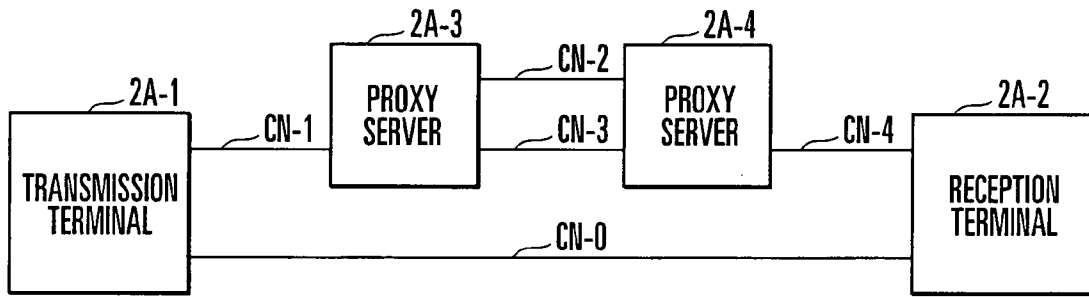 2A-3
2A-4
CN-2
2A-1
PROXY
SERVER
PROXY
SERVER
2A-2
CN-1
CN-3
CN-4
TRANSMISSION
TERMINAL
RECEPTION
TERMINAL
CN-0